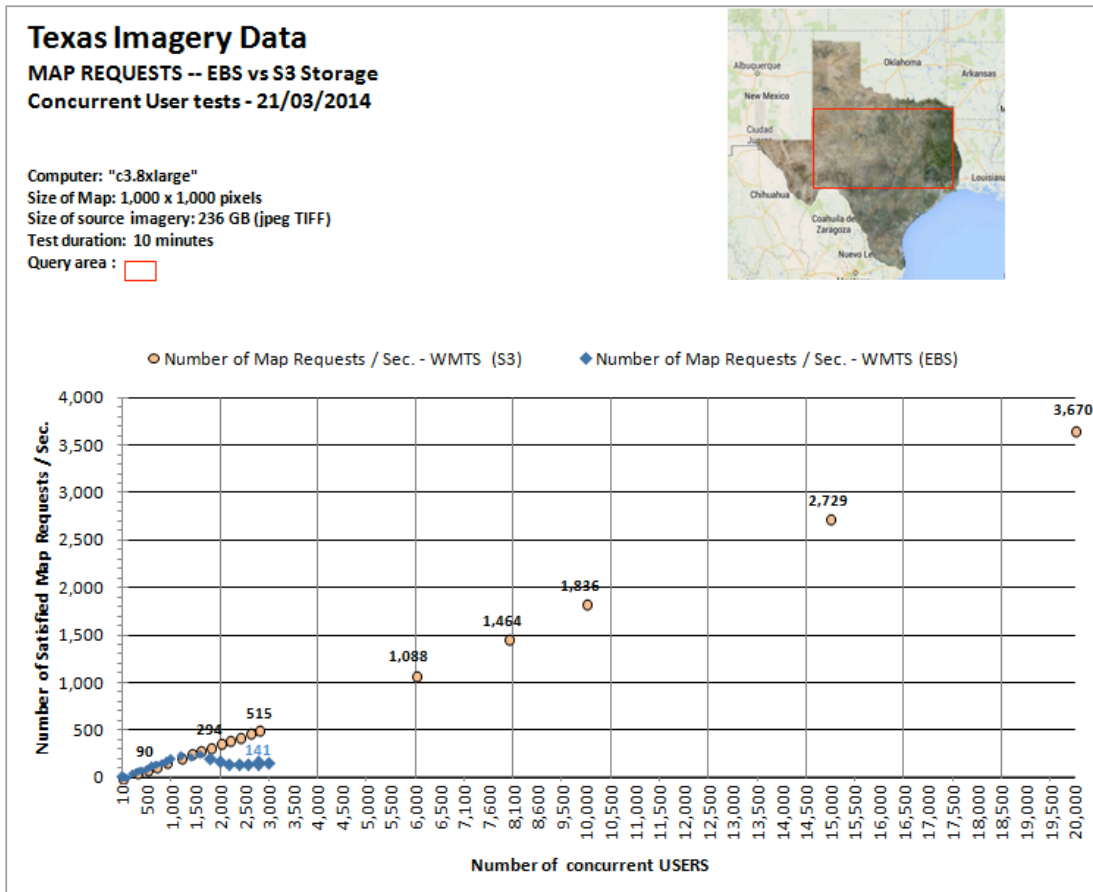 Texas Imagery Data
MAP REQUESTS -- EBS vs S3 Storage
Concurrent User tests - 21/03/2014
Computer: "c3.8xlarge"
Size of Map: 1,000 x 1,000 pixels
Size of source imagery: 236 GB (jpeg TIFF)
Test duration: 10 minutes
Query area :
Albuquerque
Oklahoma
Arkansas
New Mexico
Ciudad
Louisiana
Chihuahua
Coahuila de
Zaragoza
Nuevo Le
Number of Map Requests / Sec. - WMTS (S3)
Number of Map Requests / Sec. - WMTS (EBS)
Number of Satisfied Map Requests / Sec.
4,000
3,500
3,000
2,500
2,000
1,500
1,000
500
0
3,670
2,729
1,836
1,464
1,088
515
294
141
90
10
500
1,000
1,500
2,000
2,500
3,000
4,000
4,500
5,000
5,500
6,000
7,000
7,600
8,100
8,600
9,500
10,000
10,500
11,000
11,500
12,000
12,500
13,000
13,500
14,000
14,500
15,000
15,500
16,000
16,500
17,000
17,500
18,000
18,500
19,000
19,500
20,000
Number of concurrent USERS